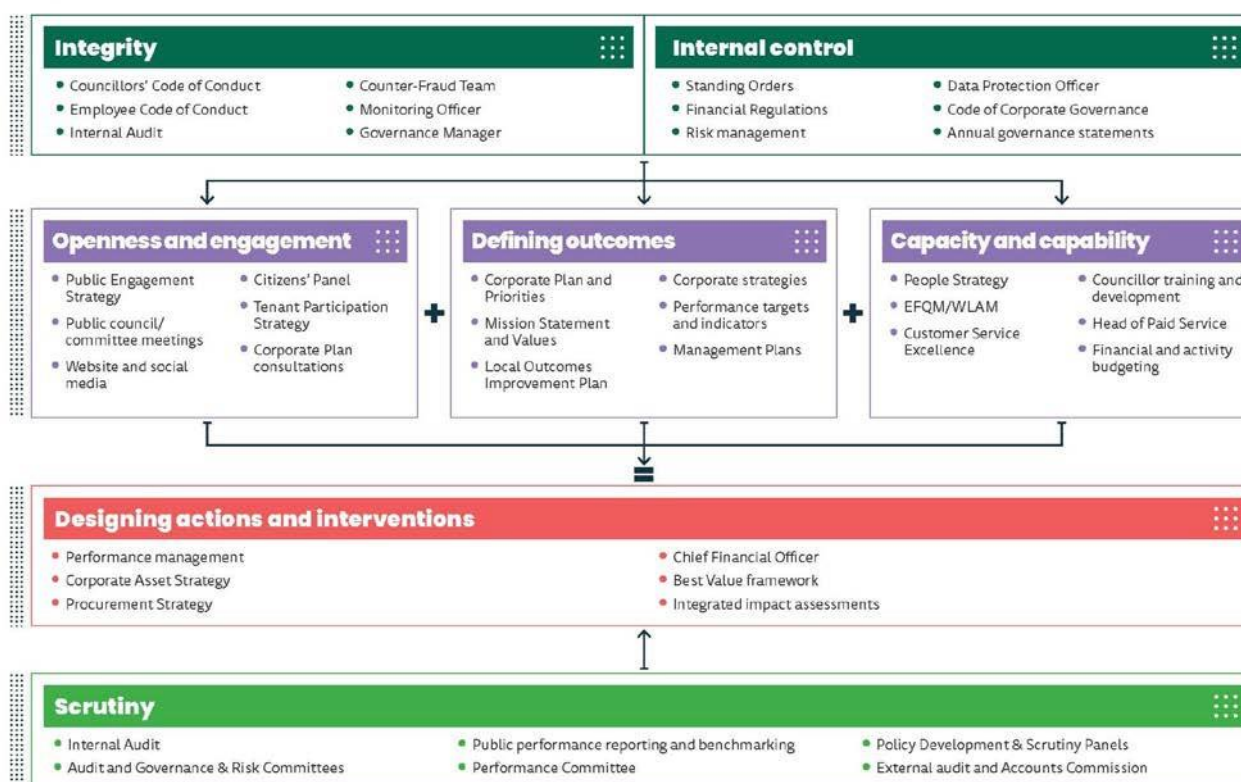 Integrity
• Councillors' Code of Conduct
• Employee Code of Conduct
• Internal Audit
• Counter-Fraud Team
• Monitoring Officer
• Governance Manager
Internal control
• Standing Orders
• Financial Regulations
• Risk management
• Data Protection Officer
• Code of Corporate Governance
• Annual governance statements
Openness and engagement
• Public Engagement
Strategy
• Public council/
committee meetings
• Website and social
media
• Citizens' Panel
• Tenant Participation
Strategy
• Corporate Plan
consultations
+
Defining outcomes
• Corporate Plan and
Priorities
• Mission Statement
and Values
• Local Outcomes
Improvement Plan
• Corporate strategies
• Performance targets
and indicators
• Management Plans
+
Capacity and capability
• People Strategy
• EFQM/WLAM
• Customer Service
Excellence
• Councillor training and
development
• Head of Paid Service
• Financial and activity
budgeting
=
Designing actions and interventions
• Performance management
• Corporate Asset Strategy
• Procurement Strategy
• Chief Financial Officer
• Best Value framework
• Integrated impact assessments
Scrutiny
• Internal Audit
• Audit and Governance & Risk Committees
• Public performance reporting and benchmarking
• Performance Committee
• Policy Development & Scrutiny Panels
• External audit and Accounts Commission